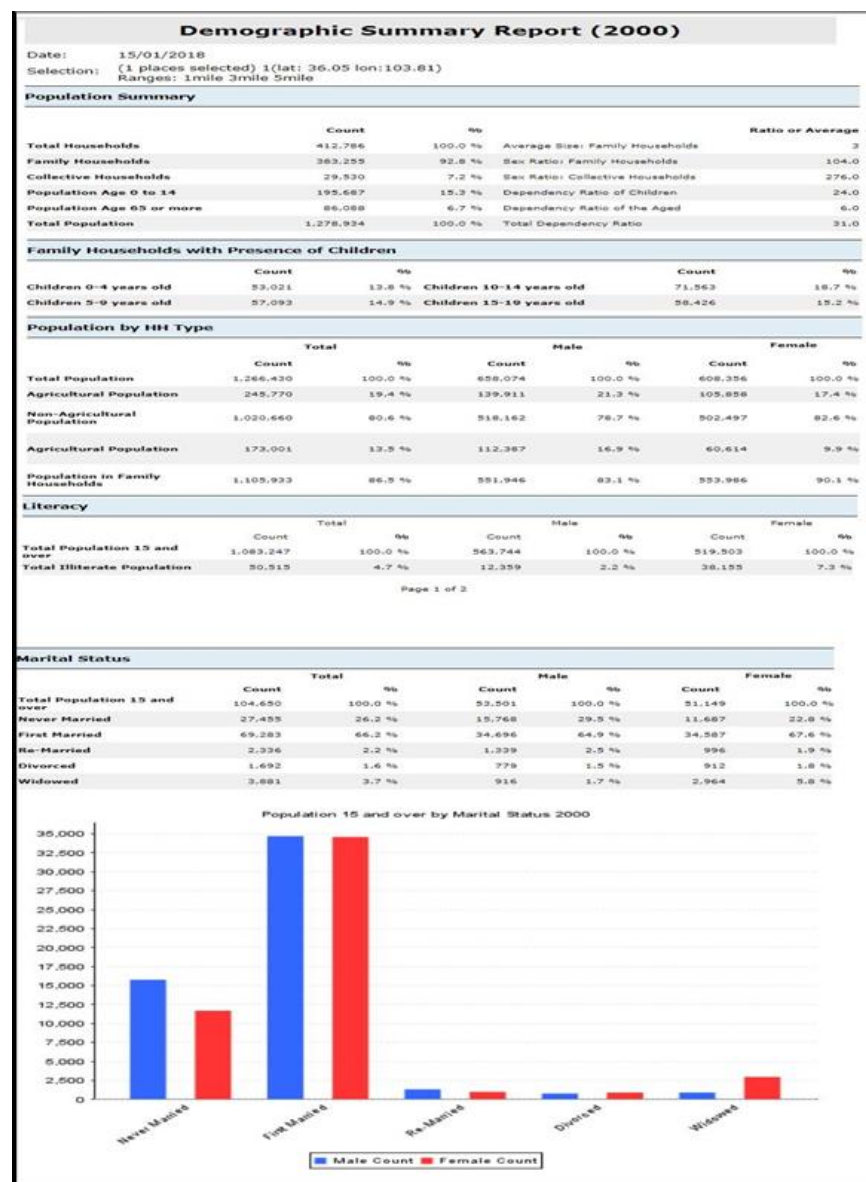 Demographic Summary Report (2000)
Date: 15/01/2018
Selection: (1 places selected) 1(lat: 36.05 lon:103.81)
Ranges: 1mile 3mile 5mile
Population Summary
Count % Ratio or Average
Total Households 412,786 100.0 % Average Size: Family Households 3
Family Households 383,255 92.8 % Sex Ratio: Family Households 104.0
Collective Households 29,530 7.2 % Sex Ratio: Collective Households 276.0
Population Age 0 to 14 195,687 15.3 % Dependency Ratio of Children 24.0
Population Age 65 or more 86,088 6.7 % Dependency Ratio of the Aged 6.0
Total Population 1,278,934 100.0 % Total Dependency Ratio 31.0
Family Households with Presence of Children
Count % Count %
Children 0-4 years old 53,021 13.8 % Children 10-14 years old 71,563 18.7 %
Children 5-9 years old 57,093 14.9 % Children 15-19 years old 58,426 15.2 %
Population by HH Type
Total Male Female
Count % Count % Count %
Total Population 1,266,430 100.0 % 658,074 100.0 % 608,356 100.0 %
Agricultural Population 245,770 19.4 % 139,911 21.3 % 105,858 17.4 %
Non-Agricultural
Population 1,020,660 80.6 % 518,162 78.7 % 502,497 82.6 %
Agricultural Population 173,001 13.5 % 112,387 16.9 % 60,614 9.9 %
Population in Family
Households 1,105,933 86.5 % 551,946 83.1 % 553,986 90.1 %
Literacy
Total Male Female
Count % Count % Count %
Total Population 15 and
over 1,083,247 100.0 % 563,744 100.0 % 519,503 100.0 %
Total Illiterate Population 50,515 4.7 % 12,359 2.2 % 38,155 7.3 %
Page 1 of 2
Marital Status
Total Male Female
Count % Count % Count %
Total Population 15 and
over 104,650 100.0 % 53,501 100.0 % 51,149 100.0 %
Never Married 27,455 26.2 % 15,768 29.5 % 11,687 22.8 %
First Married 69,283 66.2 % 34,696 64.9 % 34,587 67.6 %
Re-Married 2,336 2.2 % 1,339 2.5 % 996 1.9 %
Divorced 1,692 1.6 % 779 1.5 % 912 1.8 %
Widowed 3,881 3.7 % 916 1.7 % 2,964 5.8 %
Population 15 and over by Marital Status 2000
35,000
32,500
30,000
27,500
25,000
22,500
20,000
17,500
15,000
12,500
10,000
7,500
5,000
2,500
0
Never Married First Married Re-Married Divorced Widowed
Male Count Female Count